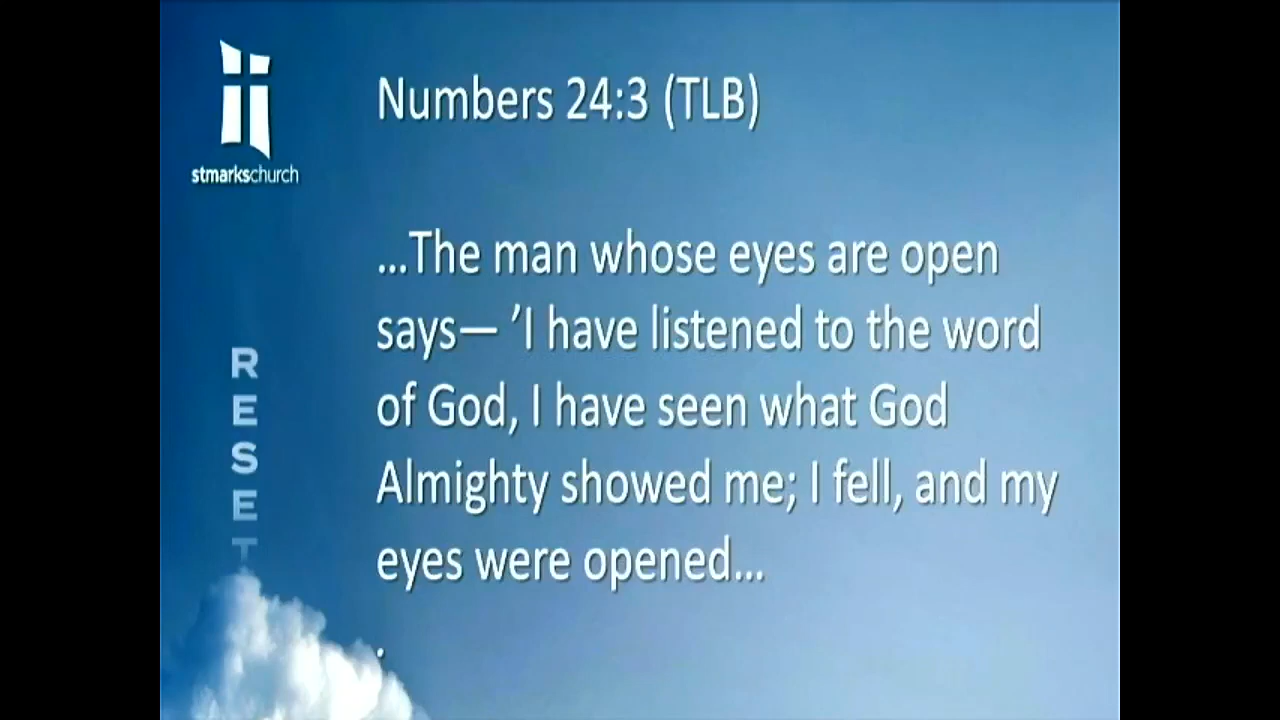 Numbers 24:3 (TLB)
stmarkschurch
...The man whose eyes are open
says— ’I have listened to the word
of God, I have seen what God
Almighty showed me; I fell, and my
eyes were opened...
.
R
E
S
E
T